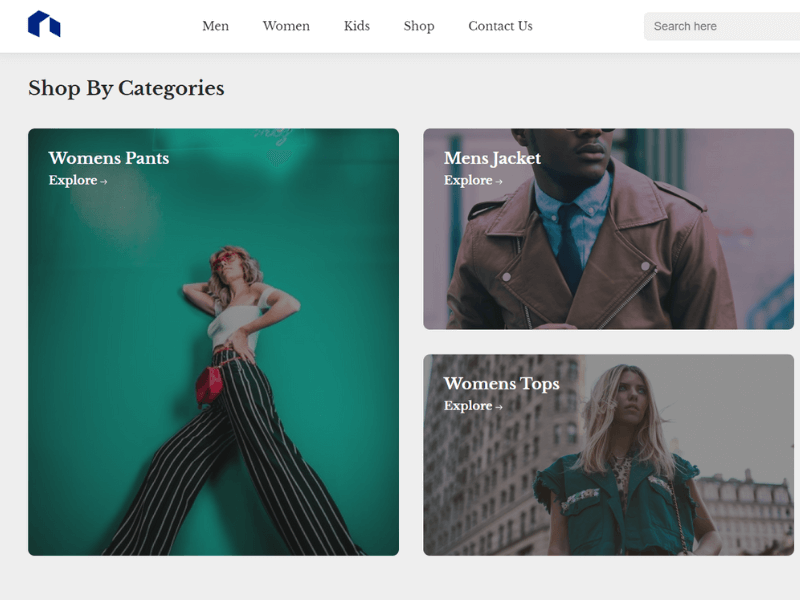 Men Women Kids Shop Contact Us Search here
Shop By Categories
Womens Pants
Explore →
Mens Jacket
Explore →
Womens Tops
Explore →